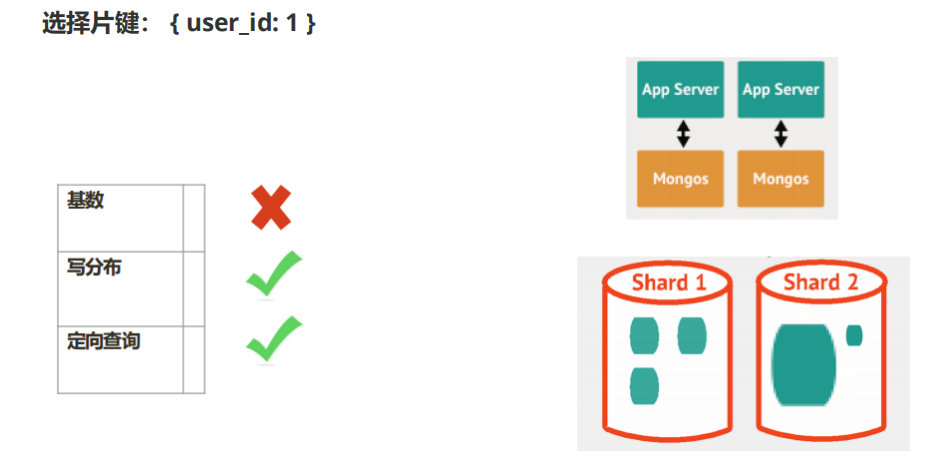 选择片键： { user_id: 1 }
基数
写分布
定向查询
App Server App Server
Mongos Mongos
Shard 1 Shard 2